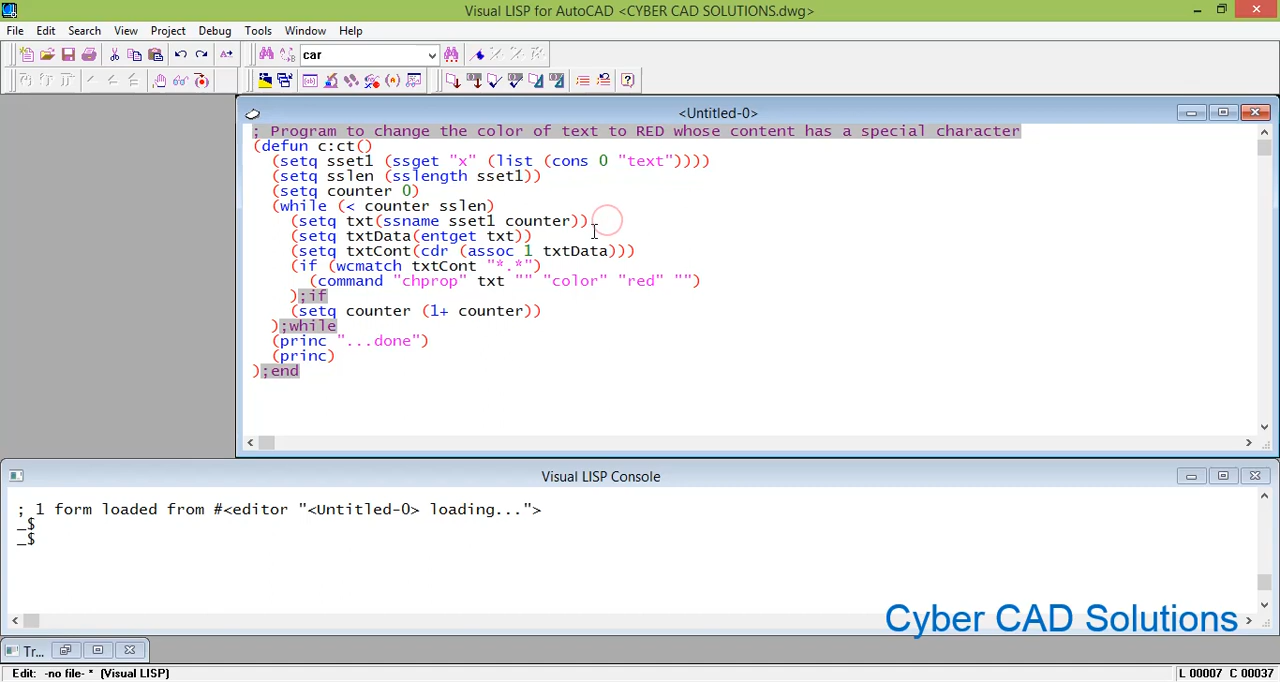 Visual LISP for AutoCAD <CYBER CAD SOLUTIONS.dwg>
File Edit Search View Project Debug Tools Window Help
car
<Untitled-0>
; Program to change the color of text to RED whose content has a special character
(defun c:ct()
(setq sset1 (ssget "x" (list (cons 0 "text"))))
(setq sslen (sslength sset1))
(setq counter 0)
(while (< counter sslen)
(setq txt(ssname sset1 counter))
(setq txtData(entget txt))
(setq txtCont(cdr (assoc 1 txtData)))
(if (wcmatch txtCont "*.*")
(command "chprop" txt "" "color" "red" "")
);if
(setq counter (1+ counter))
);while
(princ "...done")
(princ)
);end
Visual LISP Console
; 1 form loaded from #<editor "<Untitled-0> loading...">
_$
_$
Cyber CAD Solutions
Tr...
Edit: -no file- * (Visual LISP)
L 00007 C 00037